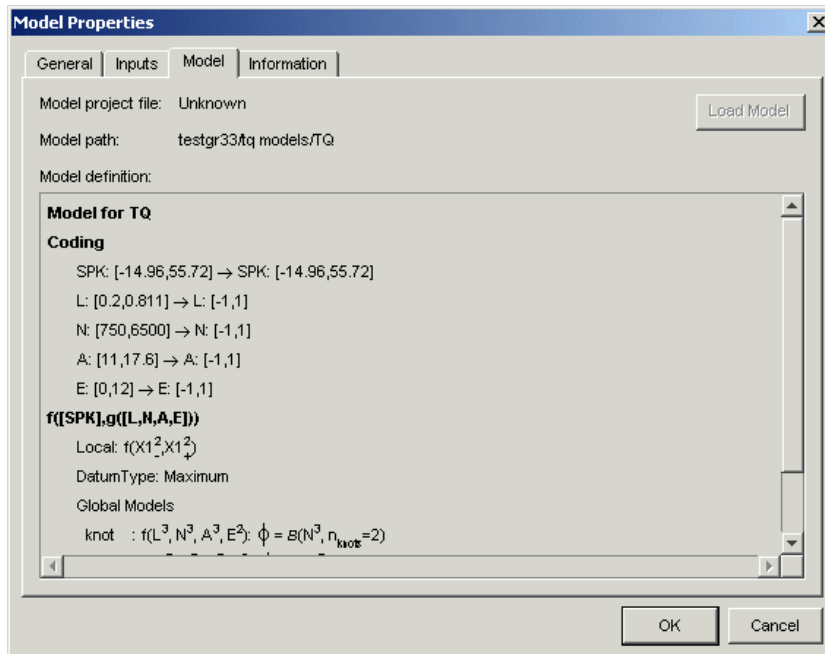 Model Properties
General Inputs Model Information
Model project file: Unknown
Load Model
Model path: testgr33/tq models/TQ
Model definition:
Model for TQ
Coding
SPK: [-14.96,55.72] → SPK: [-14.96,55.72]
L: [0.2,0.811] → L: [-1,1]
N: [750,6500] → N: [-1,1]
A: [11,17.6] → A: [-1,1]
E: [0,12] → E: [-1,1]
f([SPK],g([L,N,A,E]))
Local: f(X1²₋,X1²₊)
DatumType: Maximum
Global Models
knot : f(L³, N³, A³, E²): ϕ = B(N³, n_knots=2)
OK Cancel